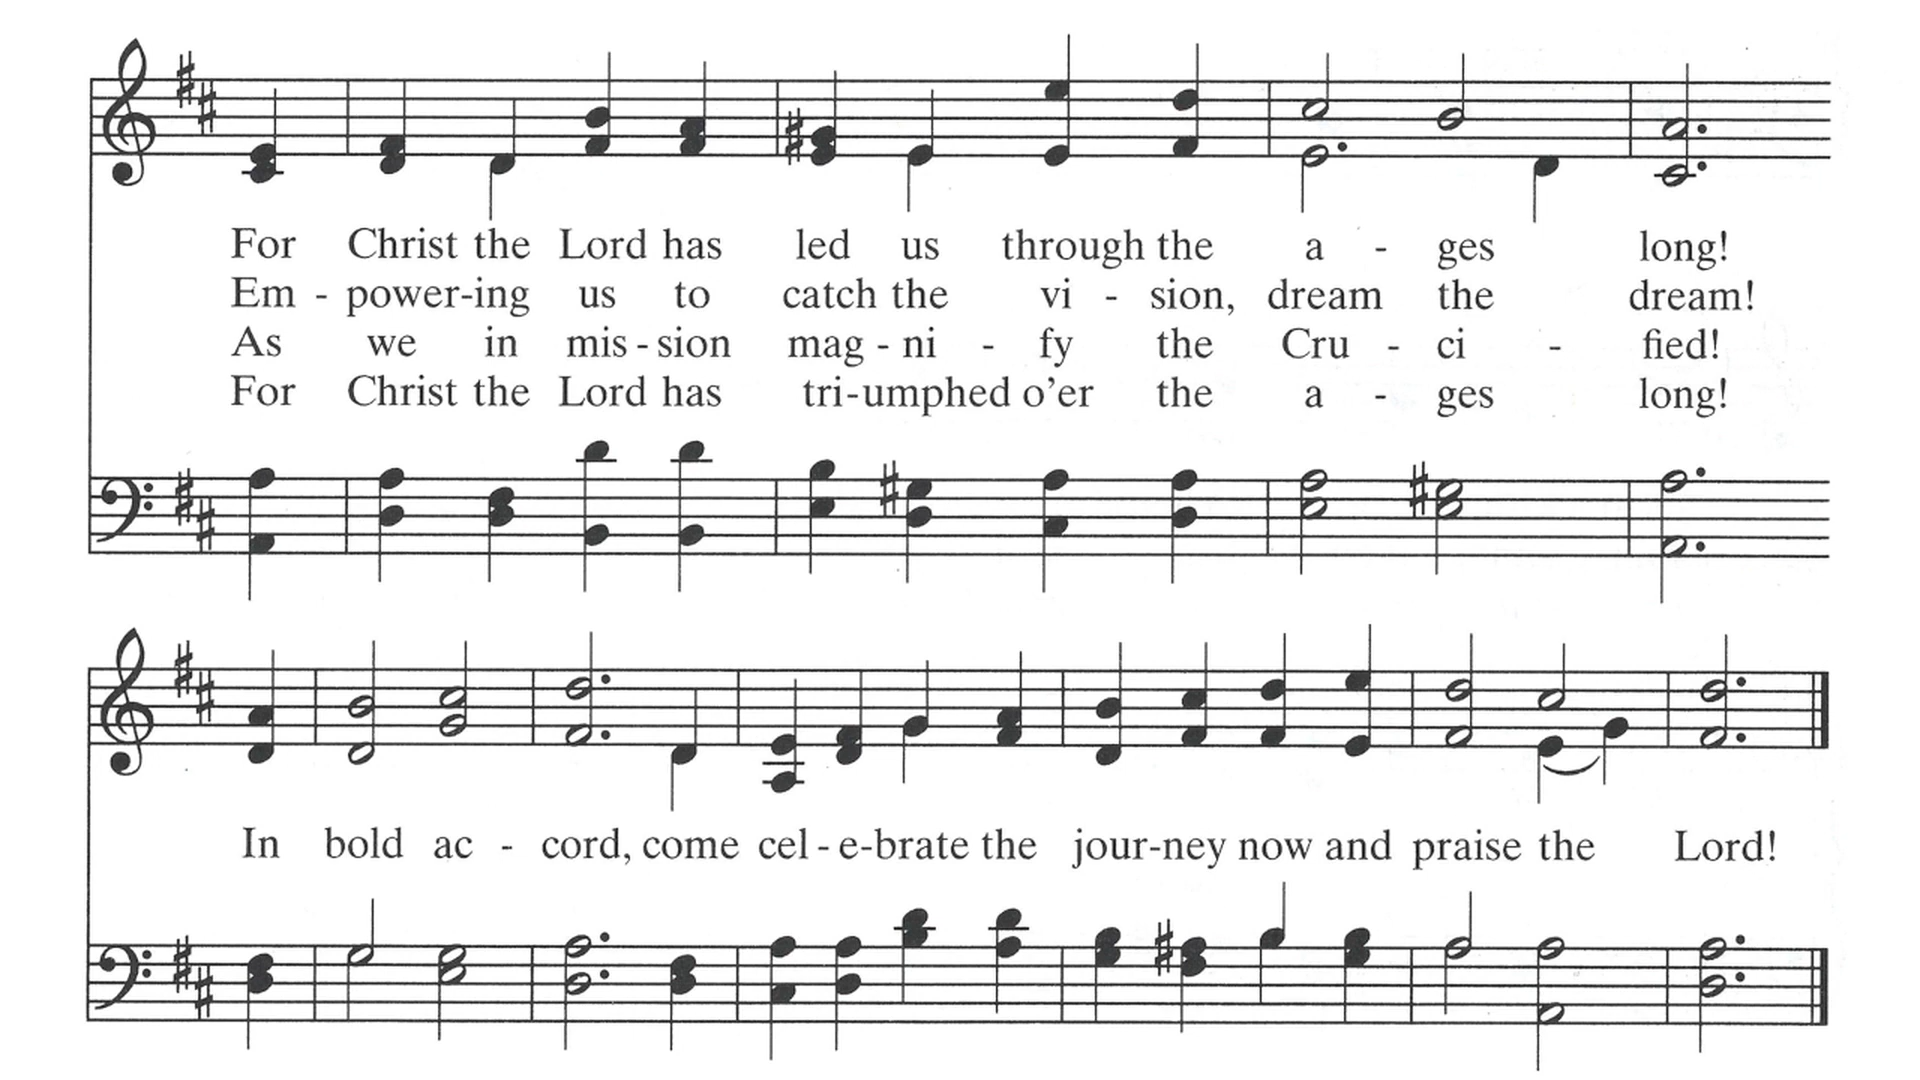 For Christ the Lord has led us through the a - ges long!
Em - power-ing us to catch the vi - sion, dream the dream!
As we in mis - sion mag - ni - fy the Cru - ci - fied!
For Christ the Lord has tri-umphed o'er the a - ges long!
In bold ac - cord, come cel - e-brate the jour-ney now and praise the Lord!